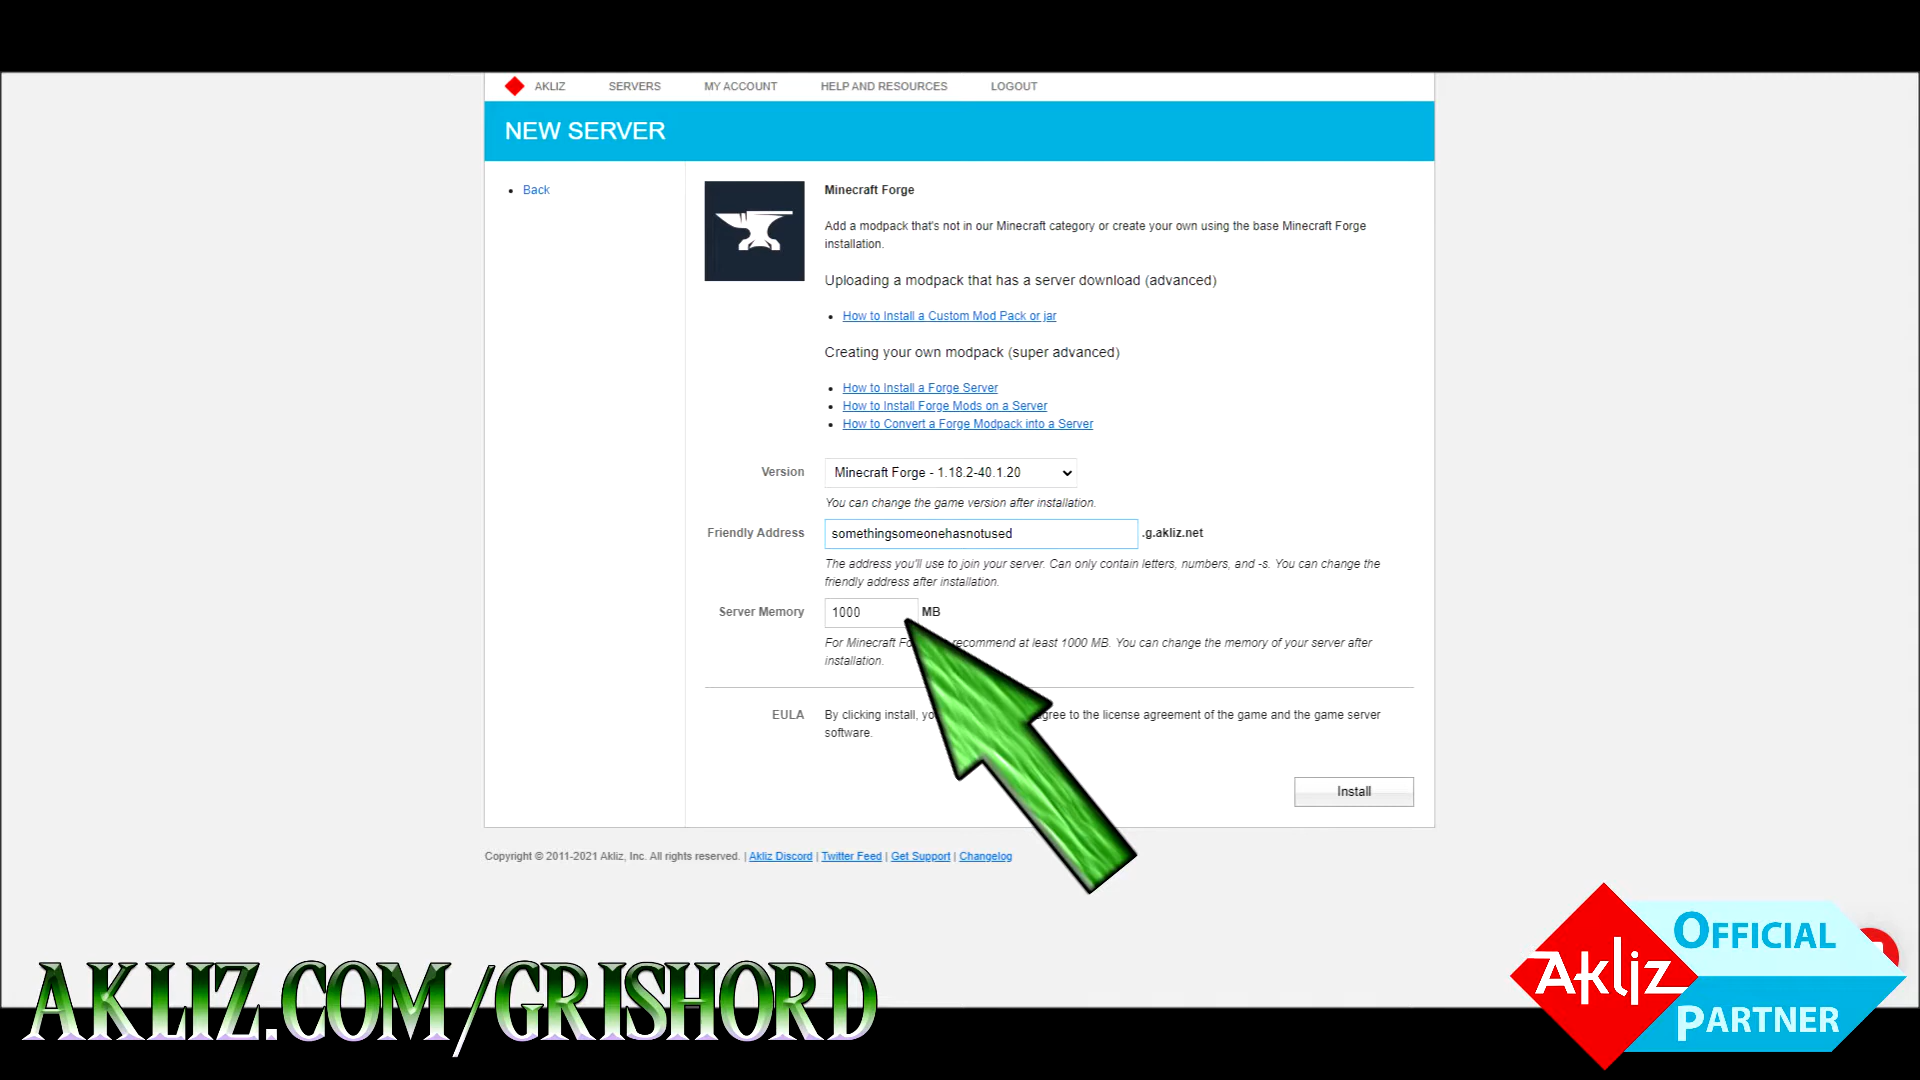 AKLIZ SERVERS MY ACCOUNT HELP AND RESOURCES LOGOUT
NEW SERVER
Back
Minecraft Forge
Add a modpack that's not in our Minecraft category or create your own using the base Minecraft Forge
installation.
Uploading a modpack that has a server download (advanced)
How to Install a Custom Mod Pack or jar
Creating your own modpack (super advanced)
How to Install a Forge Server
How to Install Forge Mods on a Server
How to Convert a Forge Modpack into a Server
Version Minecraft Forge - 1.18.2-40.1.20
You can change the game version after installation.
Friendly Address somethingsomeonehasnotused .g.akliz.net
The address you'll use to join your server. Can only contain letters, numbers, and -s. You can change the
friendly address after installation.
Server Memory 1000 MB
For Minecraft recommend at least 1000 MB. You can change the memory of your server after
installation.
EULA By clicking install, agree to the license agreement of the game and the game server
software.
Install
Copyright © 2011-2021 Akliz, Inc. All rights reserved. | Akliz Discord | Twitter Feed | Get Support | Changelog
AKLIZ.COM/GRISHORD
Akliz OFFICIAL
PARTNER